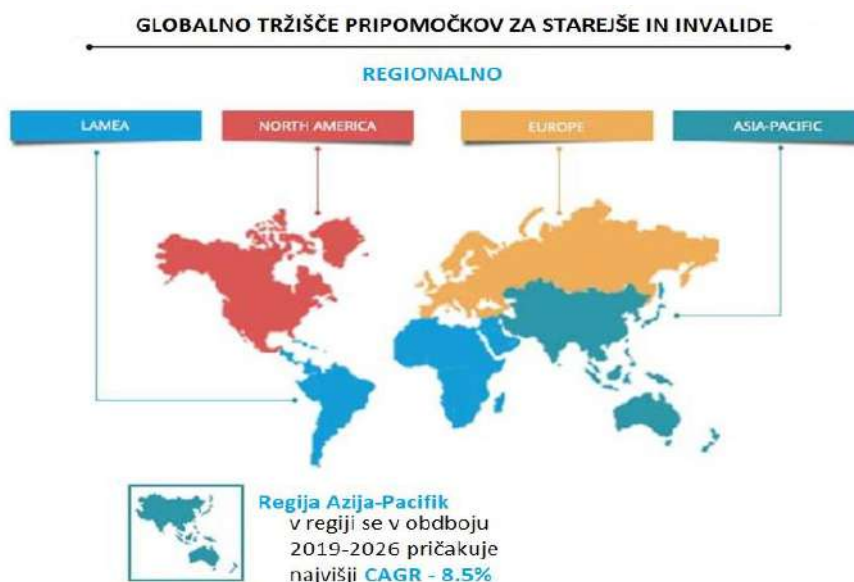 GLOBALNO TRŽIŠČE PRIPOMOČKOV ZA STAREJŠE IN INVALIDE
REGIONALNO
LAMEA
NORTH AMERICA
EUROPE
ASIA-PACIFIC
Regija Azija-Pacifik
v regiji se v obdboju
2019-2026 pričakuje
najvišji CAGR - 8.5%